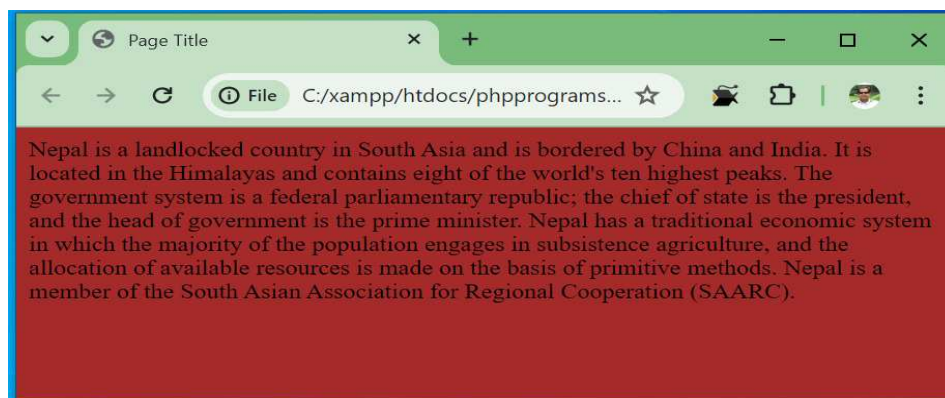 Page Title
File C:/xampp/htdocs/phpprograms...
Nepal is a landlocked country in South Asia and is bordered by China and India. It is
located in the Himalayas and contains eight of the world's ten highest peaks. The
government system is a federal parliamentary republic; the chief of state is the president,
and the head of government is the prime minister. Nepal has a traditional economic system
in which the majority of the population engages in subsistence agriculture, and the
allocation of available resources is made on the basis of primitive methods. Nepal is a
member of the South Asian Association for Regional Cooperation (SAARC).